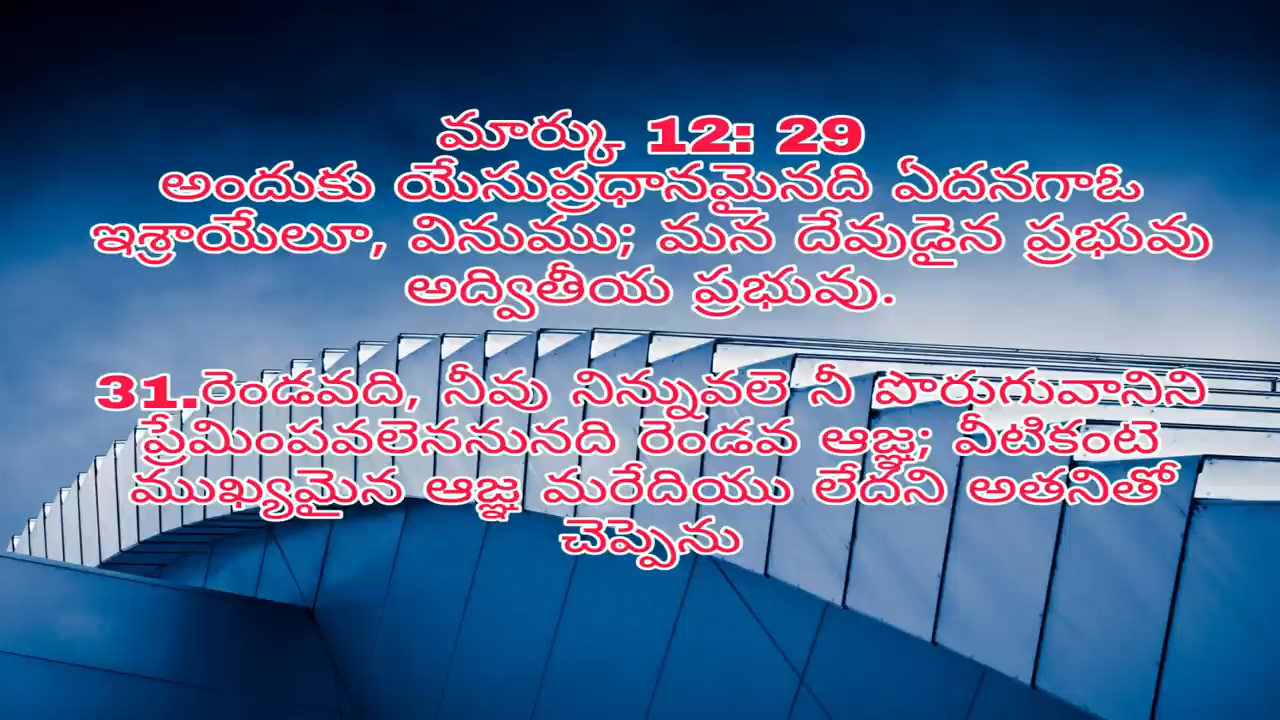 మార్కు 12: 29
అందుకు యేసుప్రధానమైనది ఏదనగాఓ
ఇశ్రాయేలూ, వినుము; మన దేవుడైన ప్రభువు
అద్వితీయ ప్రభువు.
31.రెండవది, నీవు నిన్నువలె నీ పొరుగువానిని
ప్రేమింపవలెననునది రెండవ ఆజ్ఞ; వీటికంటె
ముఖ్యమైన ఆజ్ఞ మరేదియు లేదని అతనితో
చెప్పెను